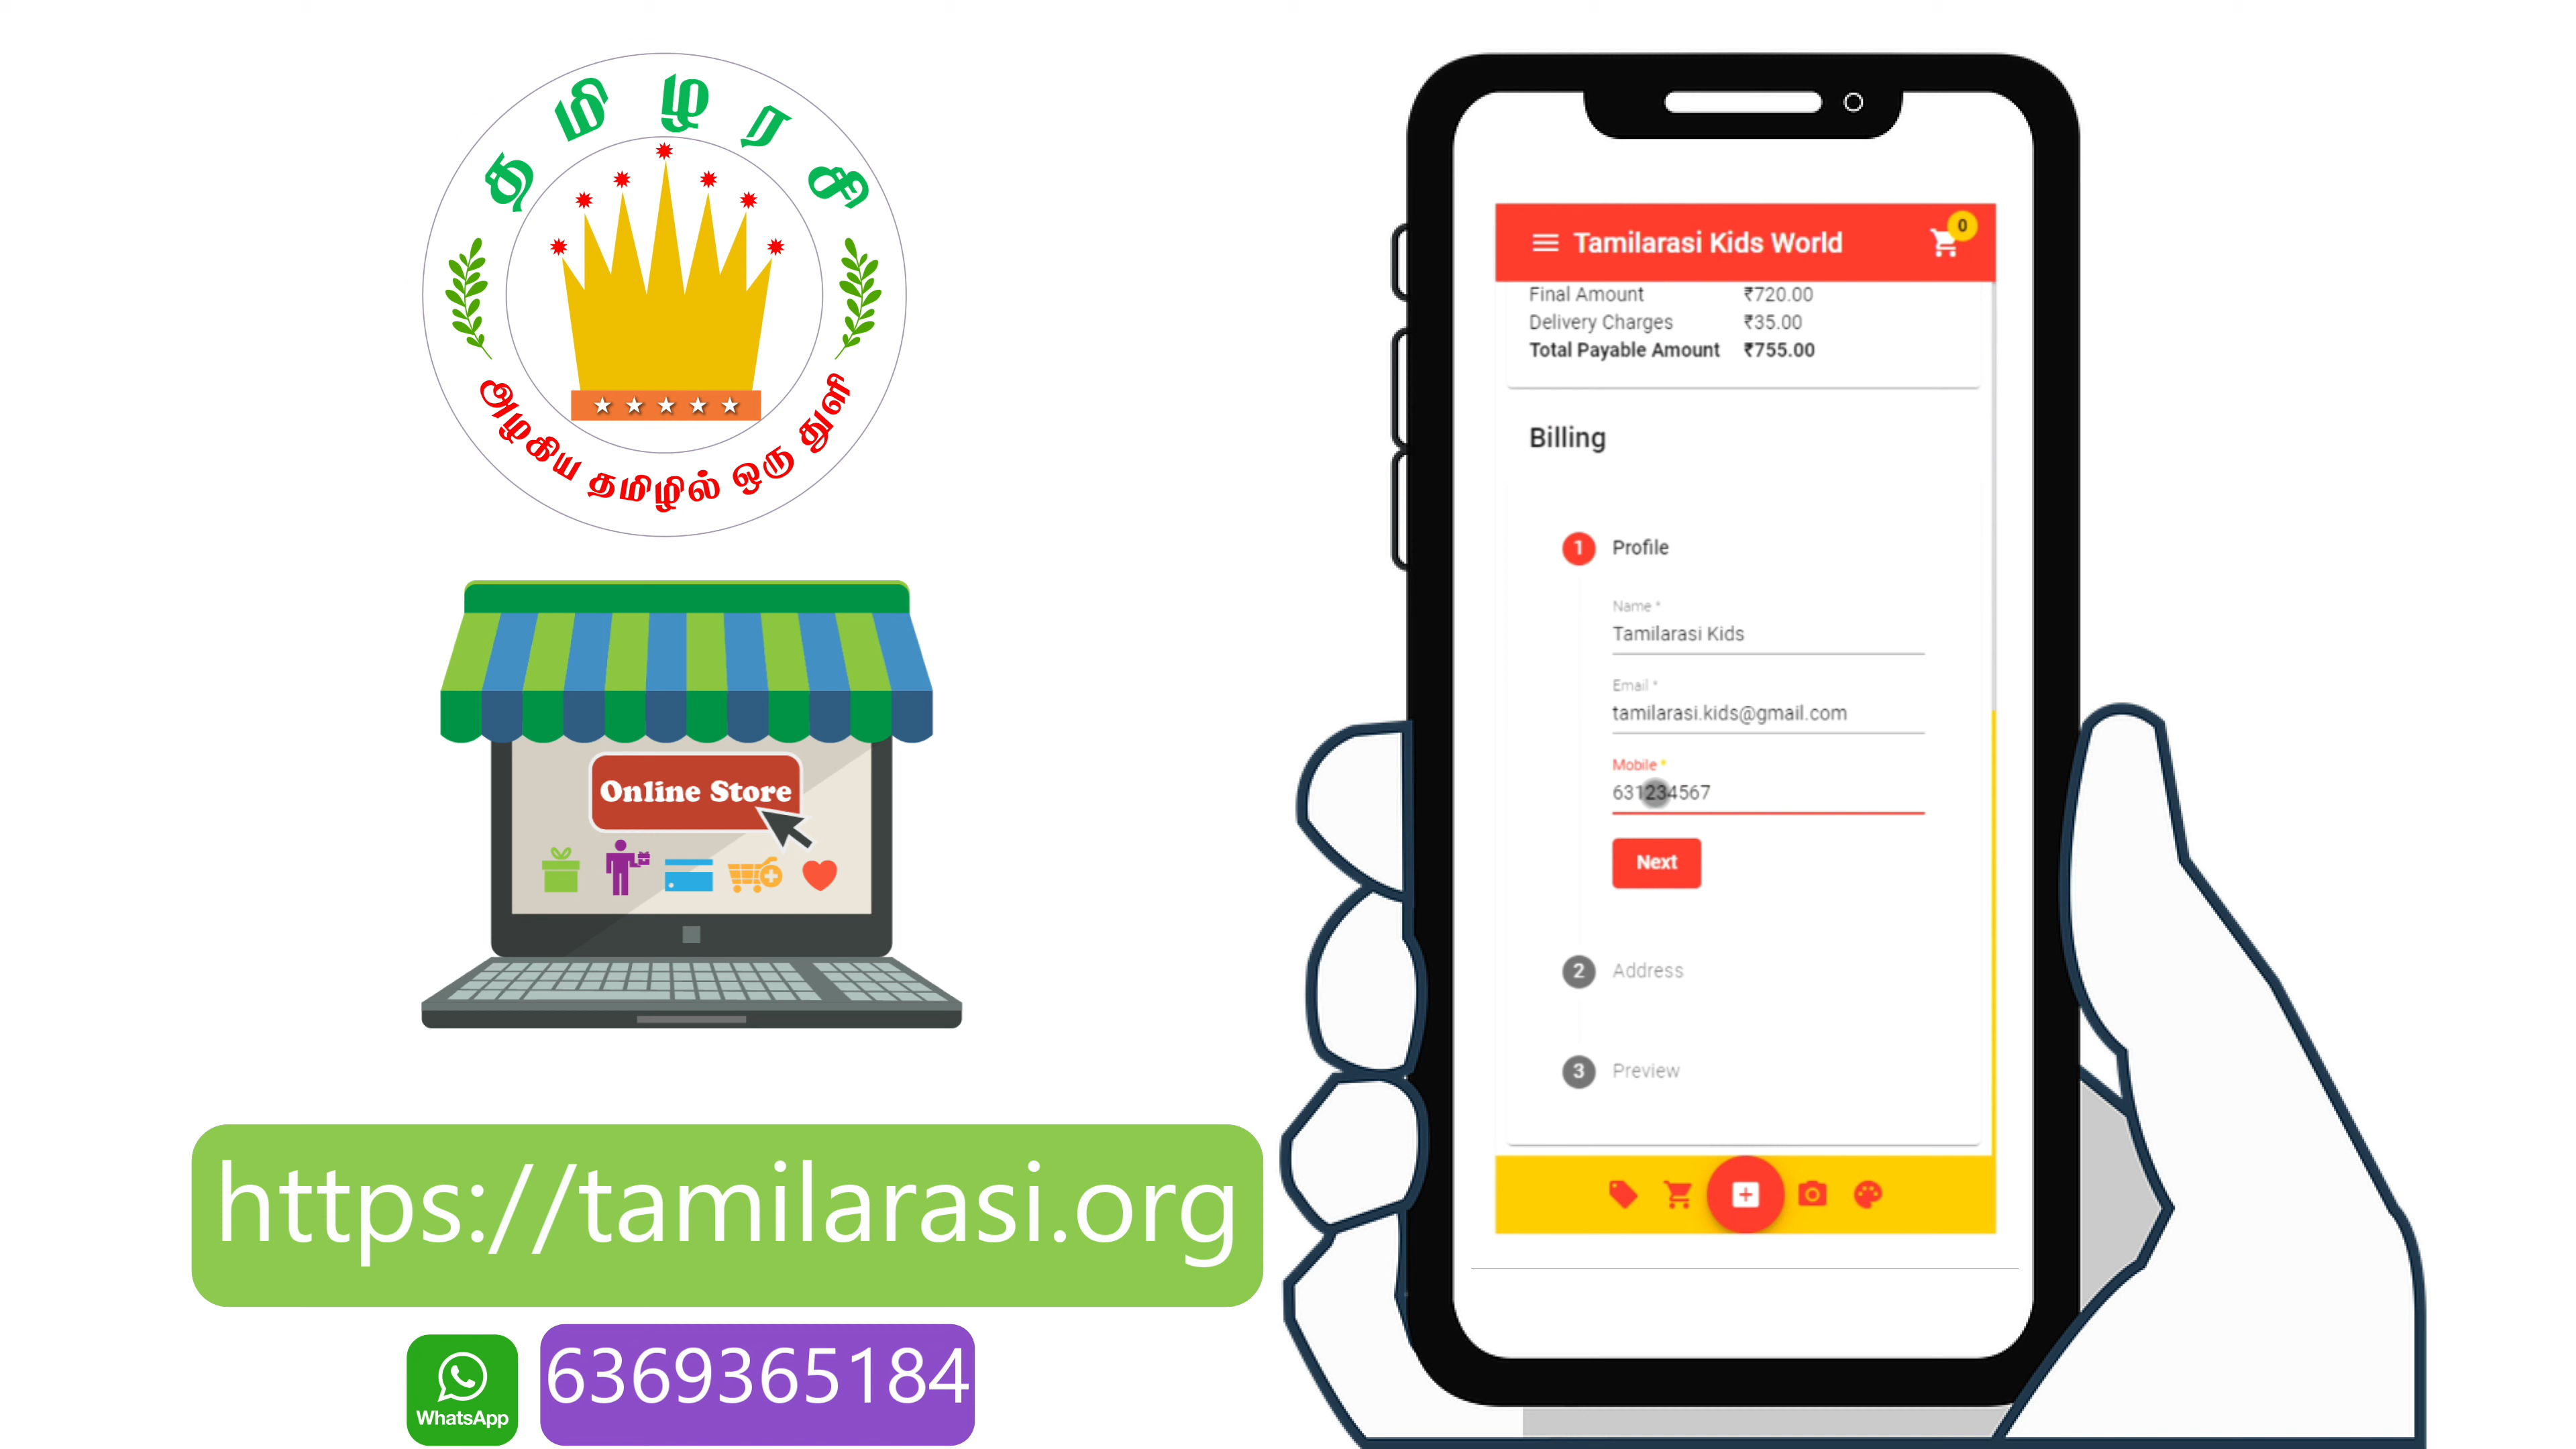 தமிழரசி
அழகிய தமிழில் ஒரு துளி
Online Store
https://tamilarasi.org
WhatsApp
6369365184
Tamilarasi Kids World
0
Final Amount ₹720.00
Delivery Charges ₹35.00
Total Payable Amount ₹755.00
Billing
1 Profile
Name *
Tamilarasi Kids
Email *
tamilarasi.kids@gmail.com
Mobile *
631234567
Next
2 Address
3 Preview